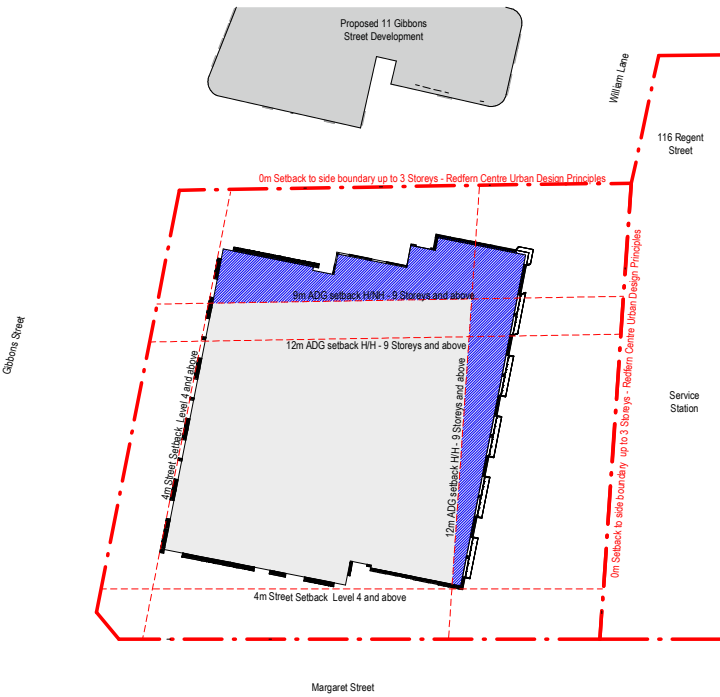 Proposed 11 Gibbons
Street Development
William Lane
116 Regent
Street
0m Setback to side boundary up to 3 Storeys - Redfern Centre Urban Design Principles
9m ADG setback H/NH - 9 Storeys and above
12m ADG setback H/H - 9 Storeys and above
Gibbons Street
4m Street Setback Level 4 and above
12m ADG setback H/H - 9 Storeys and above
0m Setback to side boundary up to 3 Storeys - Redfern Centre Urban Design Principles
Service
Station
4m Street Setback Level 4 and above
Margaret Street